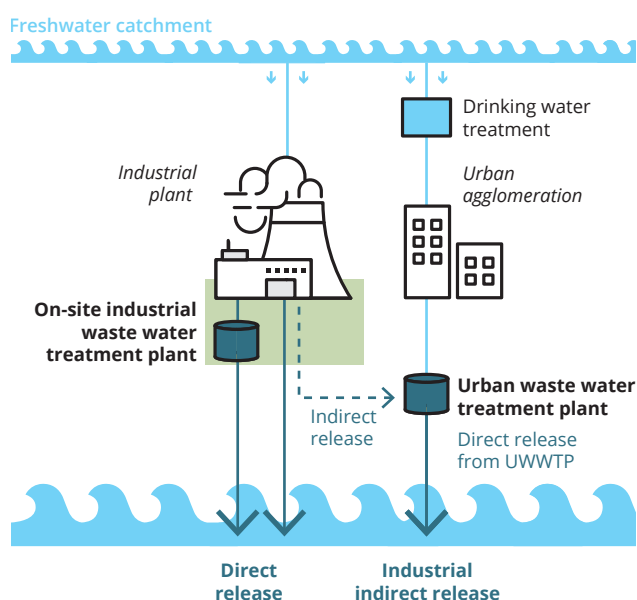 Freshwater catchment
Drinking water
treatment
Industrial
plant
Urban
agglomeration
On-site industrial
waste water
treatment plant
Urban waste water
treatment plant
Indirect
release
Direct release
from UWWTP
Direct
release
Industrial
indirect release